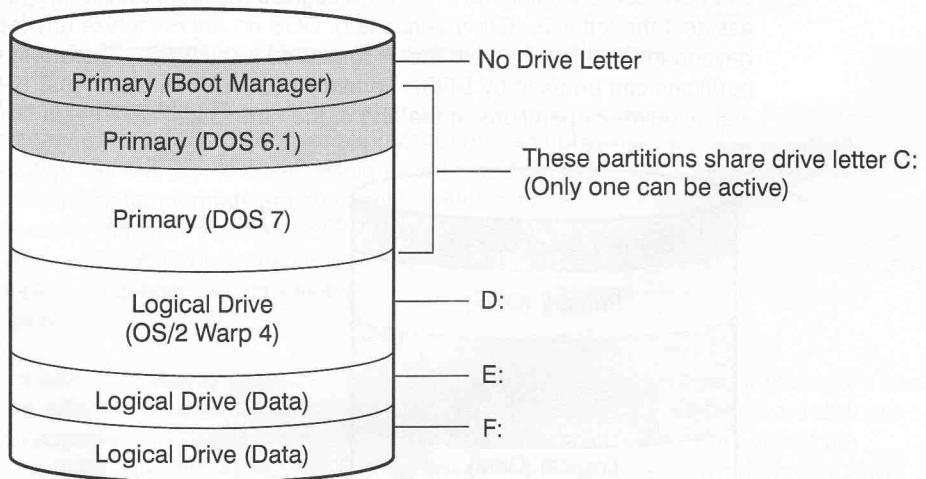 Primary (Boot Manager)
No Drive Letter
Primary (DOS 6.1)
These partitions share drive letter C:
(Only one can be active)
Primary (DOS 7)
Logical Drive
(OS/2 Warp 4)
D:
E:
Logical Drive (Data)
F:
Logical Drive (Data)